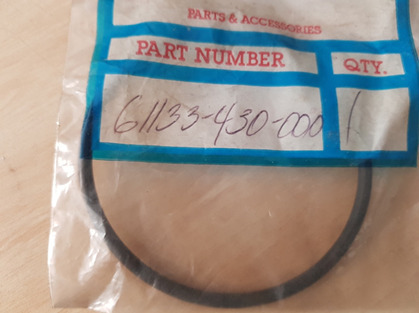 PARTS & ACCESSORIES
PART NUMBER QTY.
61133-430-000 1